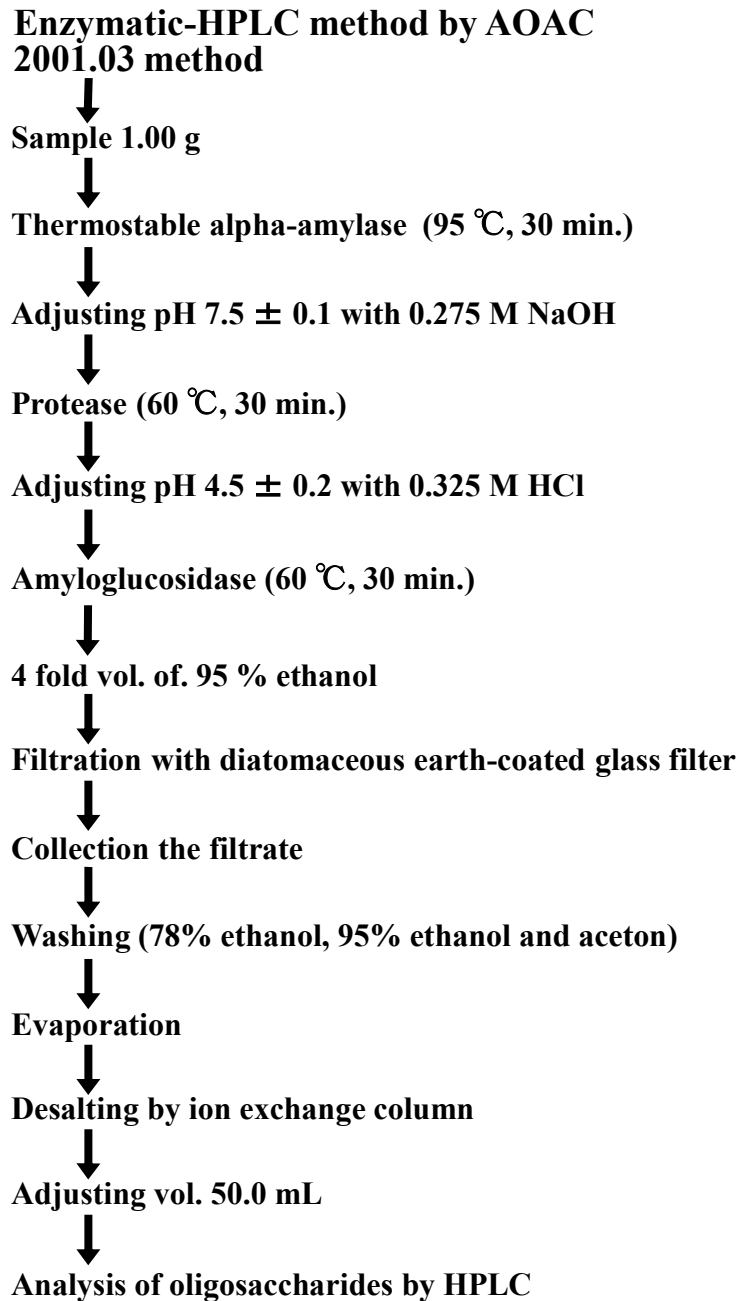 Enzymatic-HPLC method by AOAC
2001.03 method
Sample 1.00 g
Thermostable alpha-amylase (95 ℃, 30 min.)
Adjusting pH 7.5 ± 0.1 with 0.275 M NaOH
Protease (60 ℃, 30 min.)
Adjusting pH 4.5 ± 0.2 with 0.325 M HCl
Amyloglucosidase (60 ℃, 30 min.)
4 fold vol. of. 95 % ethanol
Filtration with diatomaceous earth-coated glass filter
Collection the filtrate
Washing (78% ethanol, 95% ethanol and aceton)
Evaporation
Desalting by ion exchange column
Adjusting vol. 50.0 mL
Analysis of oligosaccharides by HPLC